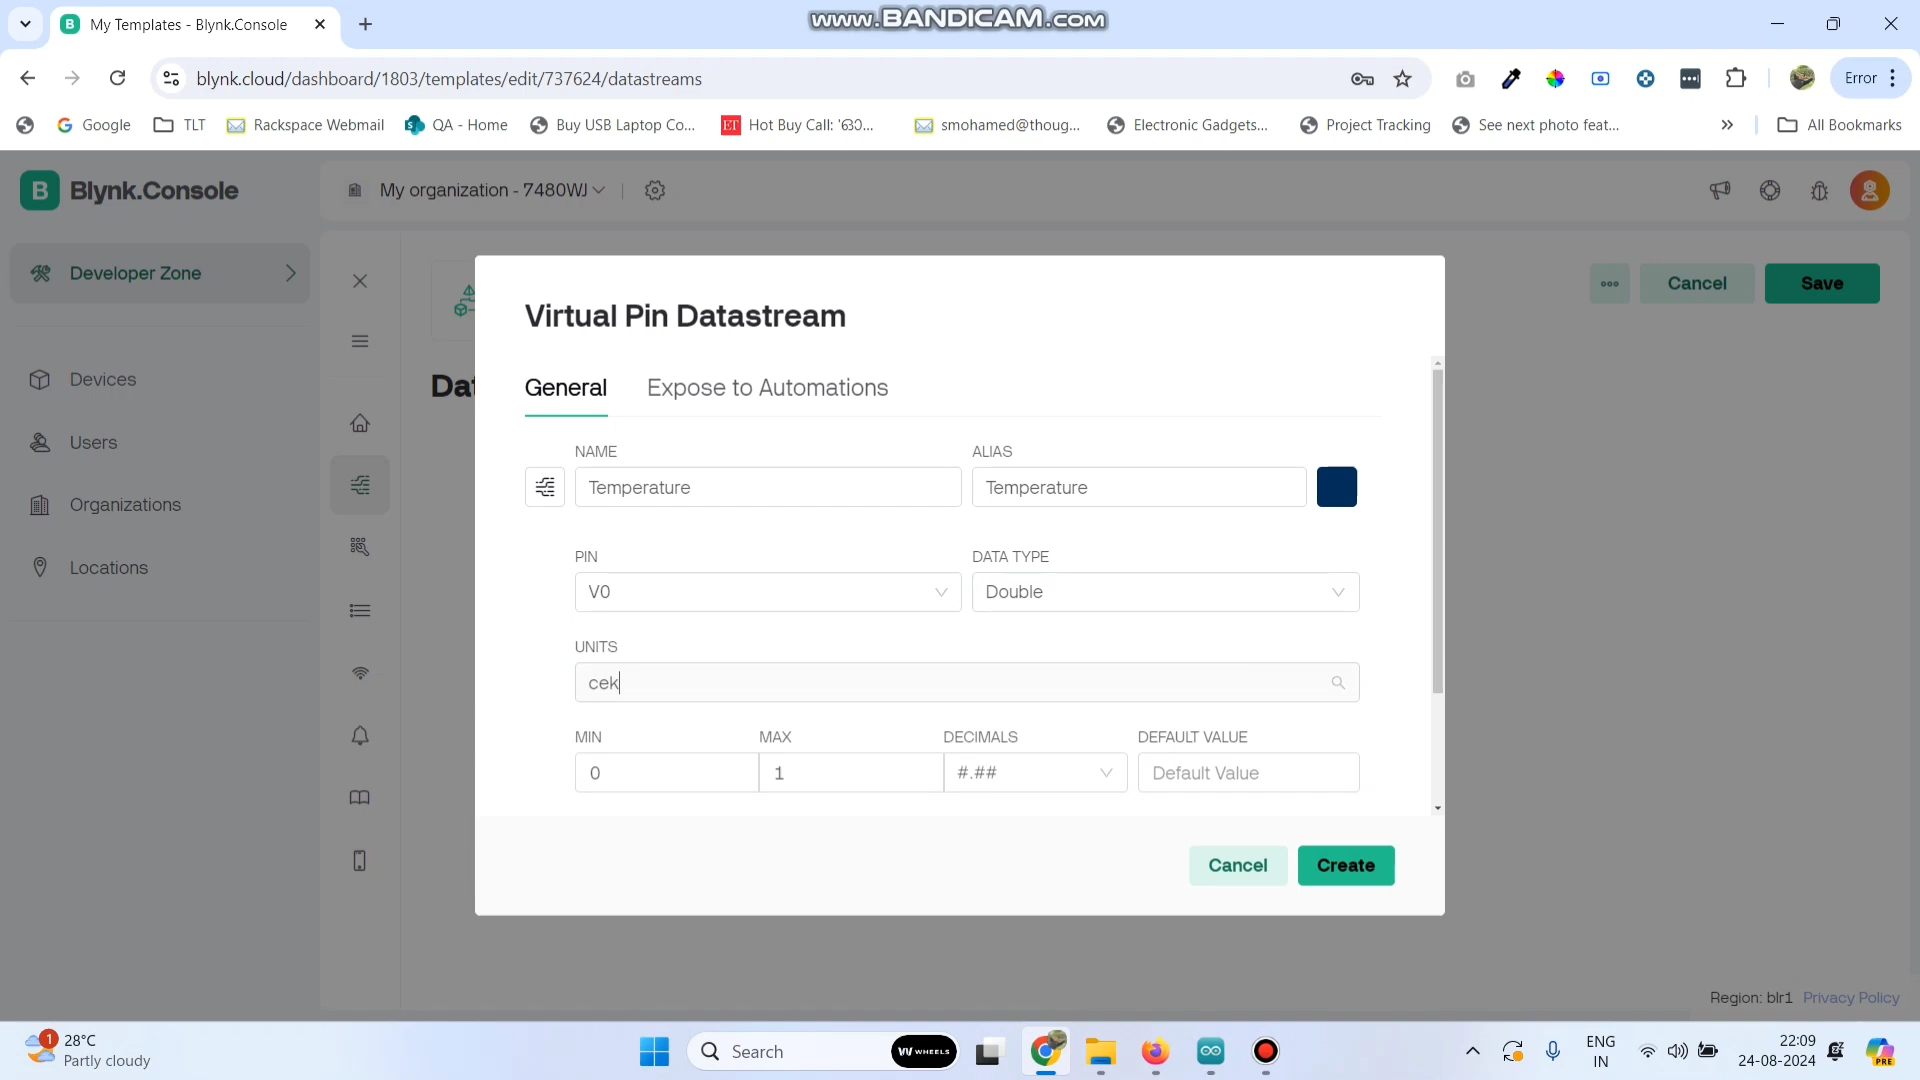 www.BANDICAM.com
My Templates - Blynk.Console
blynk.cloud/dashboard/1803/templates/edit/737624/datastreams
Error
Google
TLT
Rackspace Webmail
QA - Home
Buy USB Laptop Co...
Hot Buy Call: '630...
smohamed@thoug...
Electronic Gadgets...
Project Tracking
See next photo feat...
All Bookmarks
B Blynk.Console
My organization - 7480WJ
Developer Zone
Cancel
Save
Devices
Users
Organizations
Locations
Dat
Virtual Pin Datastream
General
Expose to Automations
NAME
ALIAS
Temperature
Temperature
PIN
DATA TYPE
V0
Double
UNITS
cek
MIN
MAX
DECIMALS
DEFAULT VALUE
0
1
#.##
Default Value
Cancel
Create
Region: blr1 Privacy Policy
1
28°C
Partly cloudy
Search
WHEELS
ENG
IN
22:09
24-08-2024
PRE